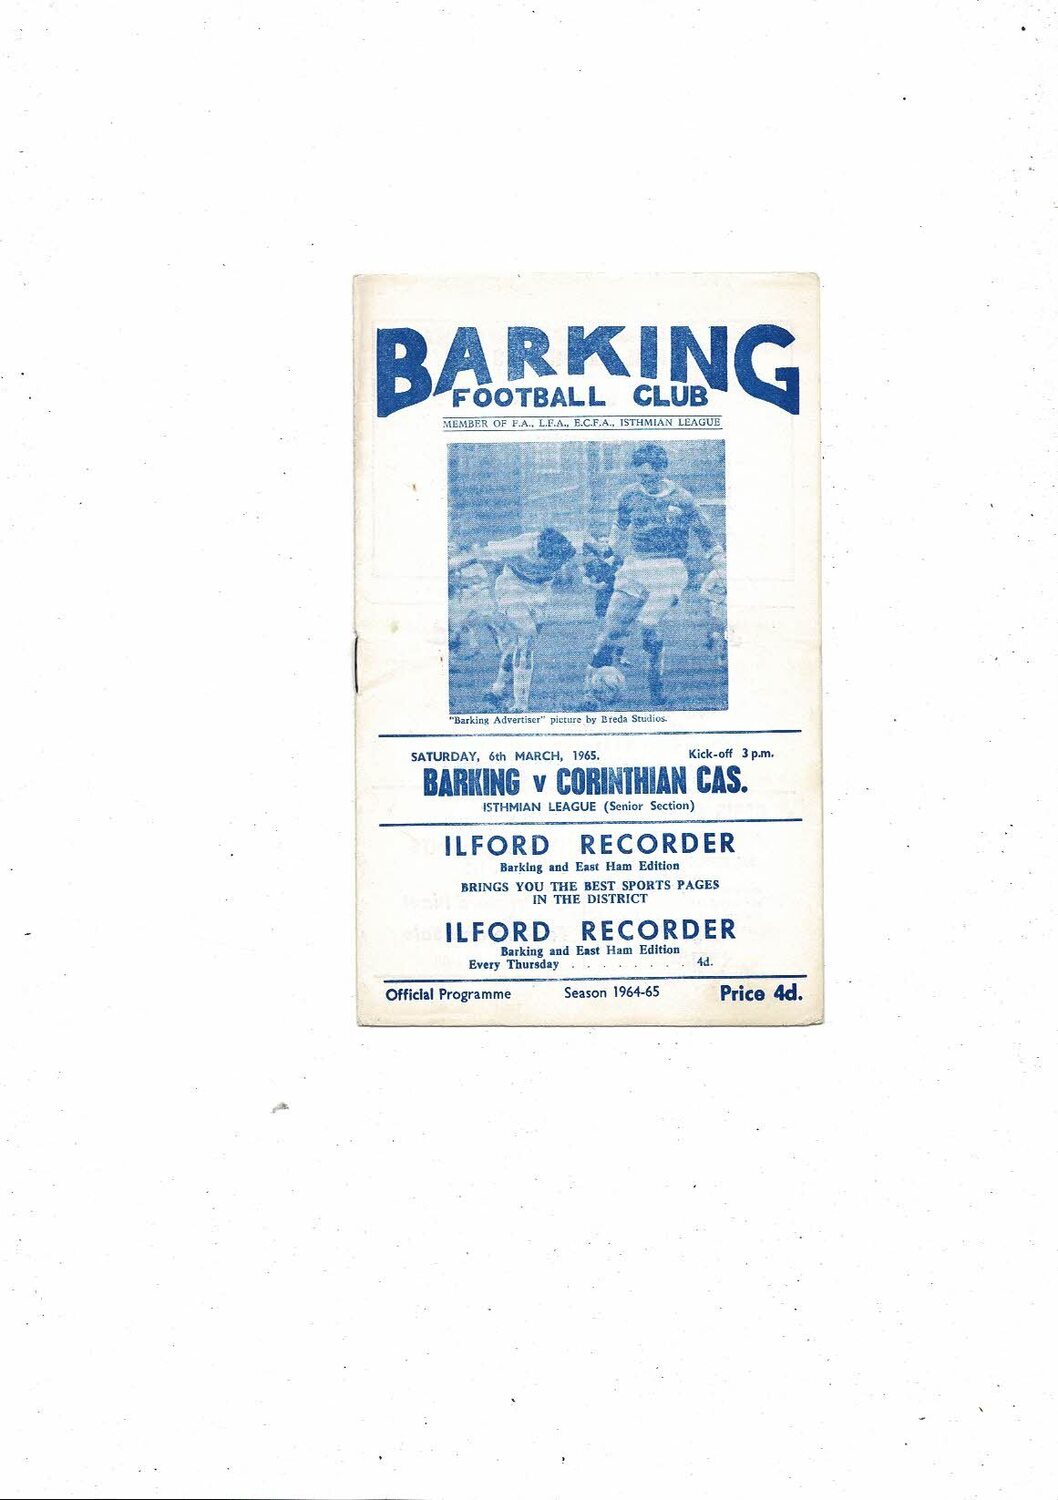 BARKING
FOOTBALL CLUB
MEMBER OF F.A., L.F.A., E.C.F.A., ISTHMIAN LEAGUE
"Barking Advertiser" picture by Breda Studios.
SATURDAY, 6th MARCH, 1965. Kick-off 3 p.m.
BARKING v CORINTHIAN CAS.
ISTHMIAN LEAGUE (Senior Section)
ILFORD RECORDER
Barking and East Ham Edition
BRINGS YOU THE BEST SPORTS PAGES
IN THE DISTRICT
ILFORD RECORDER
Barking and East Ham Edition
Every Thursday . . . . . . . . 4d.
Official Programme Season 1964-65 Price 4d.